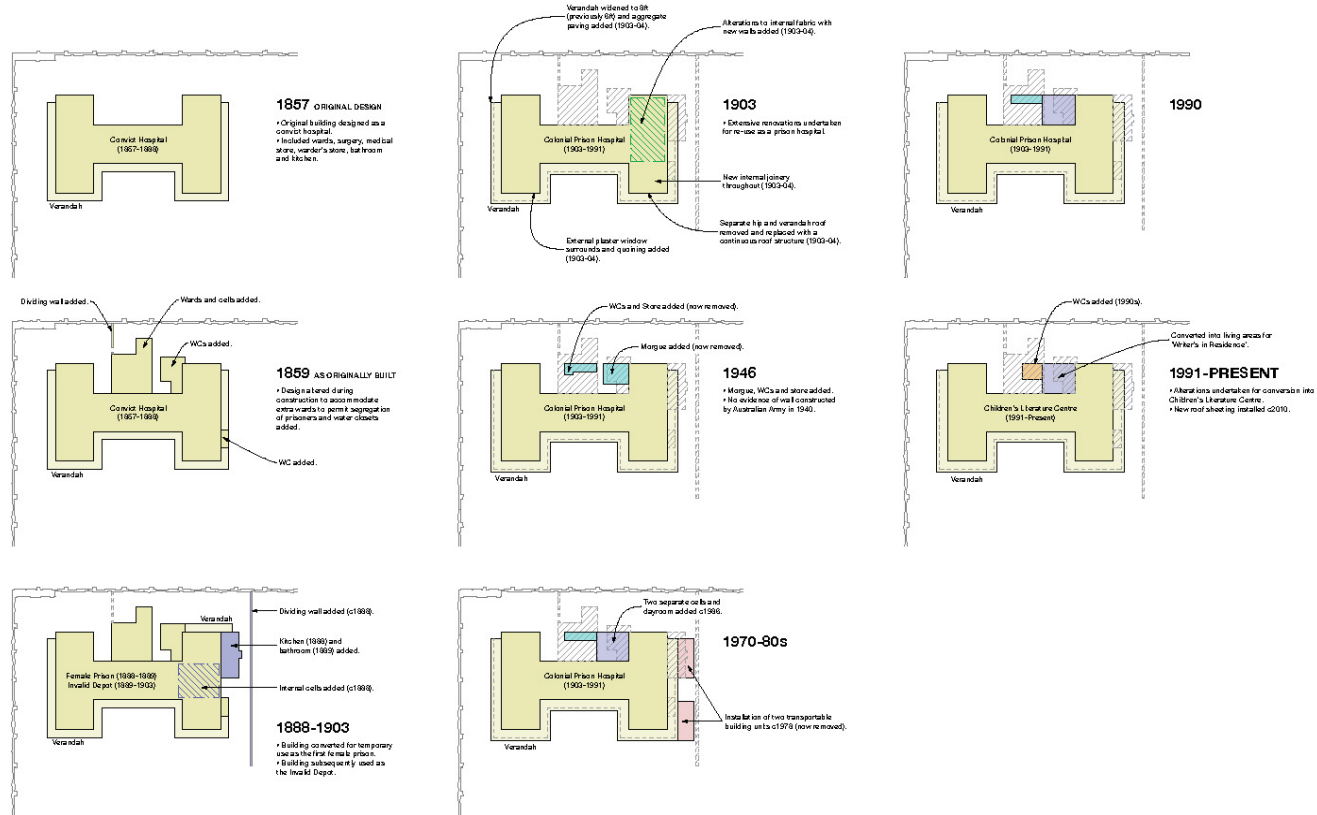 1857 ORIGINAL DESIGN
• Original building designed as a
convict hospital.
• Included wards, surgery, medical
store, warder's store, bathroom
and kitchen.
Convict Hospital
(1857-1888)
Verandah
Verandah widened to 8ft
(previously 6ft) and aggregate
paving added (1903-04).
Alterations to internal fabric with
new walls added (1903-04).
1903
• Extensive renovations undertaken
for re-use as a prison hospital.
Colonial Prison Hospital
(1903-1991)
New internal joinery
throughout (1903-04).
Verandah
External plaster window
surrounds and quoining added
(1903-04).
Separate hip and verandah roof
removed and replaced with a
continuous roof structure (1903-04).
1990
Colonial Prison Hospital
(1903-1991)
Verandah
Dividing wall added.
Wards and cells added.
WCs added.
1859 AS ORIGINALLY BUILT
• Design altered during
construction to accommodate
extra wards to permit segregation
of prisoners and water closets
added.
Convict Hospital
(1857-1888)
WC added.
Verandah
WCs and Store added (now removed).
Morgue added (now removed).
1946
• Morgue, WCs and store added.
• No evidence of wall constructed
by Australian Army in 1940.
Colonial Prison Hospital
(1903-1991)
Verandah
WCs added (1990s).
Converted into living areas for
'Writer's in Residence'.
1991-PRESENT
• Alterations undertaken for conversion into
Children's Literature Centre.
• New roof sheeting installed c2010.
Children's Literature Centre
(1991-Present)
Verandah
Dividing wall added (c1888).
Verandah
Kitchen (1888) and
bathroom (1889) added.
Female Prison (1888-1889)
Invalid Depot (1889-1903)
Internal cells added (c1888).
1888-1903
• Building converted for temporary
use as the first female prison.
• Building subsequently used as
the Invalid Depot.
Verandah
Two separate cells and
dayroom added c1986.
1970-80s
Colonial Prison Hospital
(1903-1991)
Installation of two transportable
building units c1978 (now removed).
Verandah